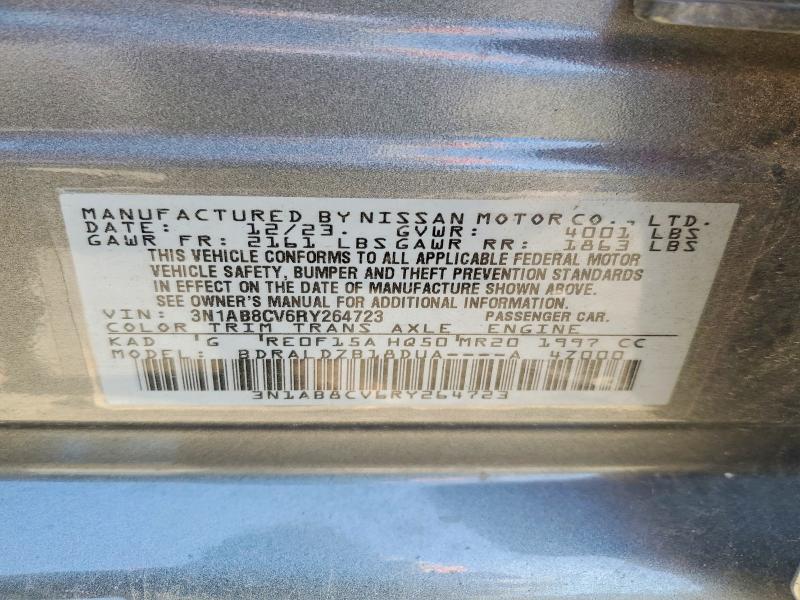 MANUFACTURED BY NISSAN MOTOR CO., LTD.
DATE: 12/23. GVWR: 4001 LBS
GAWR FR: 2161 LBS GAWR RR: 1863 LBS
THIS VEHICLE CONFORMS TO ALL APPLICABLE FEDERAL MOTOR
VEHICLE SAFETY, BUMPER AND THEFT PREVENTION STANDARDS
IN EFFECT ON THE DATE OF MANUFACTURE SHOWN ABOVE.
SEE OWNER'S MANUAL FOR ADDITIONAL INFORMATION.
VIN: 3N1AB8CV6RY264723 PASSENGER CAR.
COLOR TRIM TRANS AXLE ENGINE
KAD 'G 'RE0F15A HQ50'MR20 1997 CC
MODEL: BDRALDZB18DUA----A 47000
3N1AB8CV6RY264723